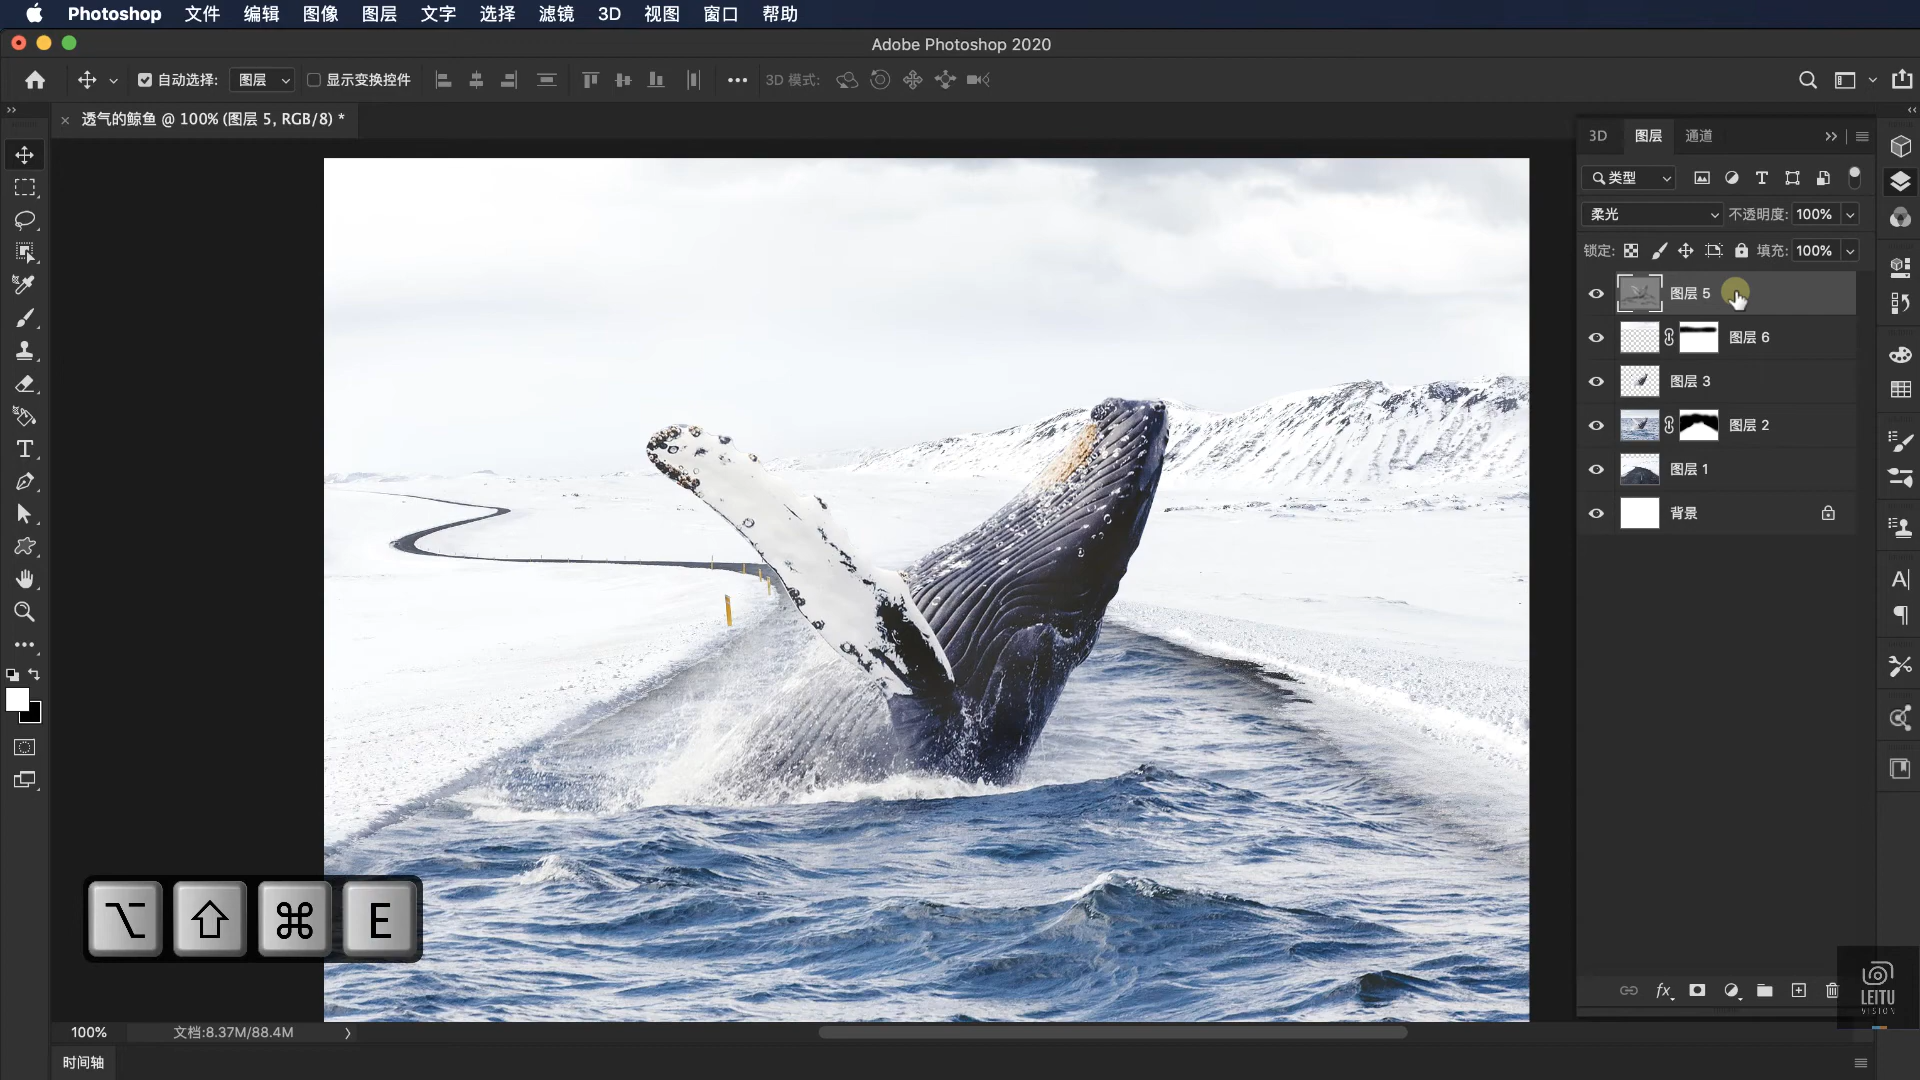 Photoshop 文件 编辑 图像 图层 文字 选择 滤镜 3D 视图 窗口 帮助
Adobe Photoshop 2020
自动选择: 图层 显示变换控件 3D 模式:
透气的鲸鱼 @ 100% (图层 5, RGB/8) *
3D 图层 通道
类型
柔光 不透明度: 100%
锁定: 填充: 100%
图层 5
图层 6
图层 3
图层 2
图层 1
背景
⌥ ⇧ ⌘ E
fx
LEITU
VISION
100% 文档:8.37M/88.4M
时间轴